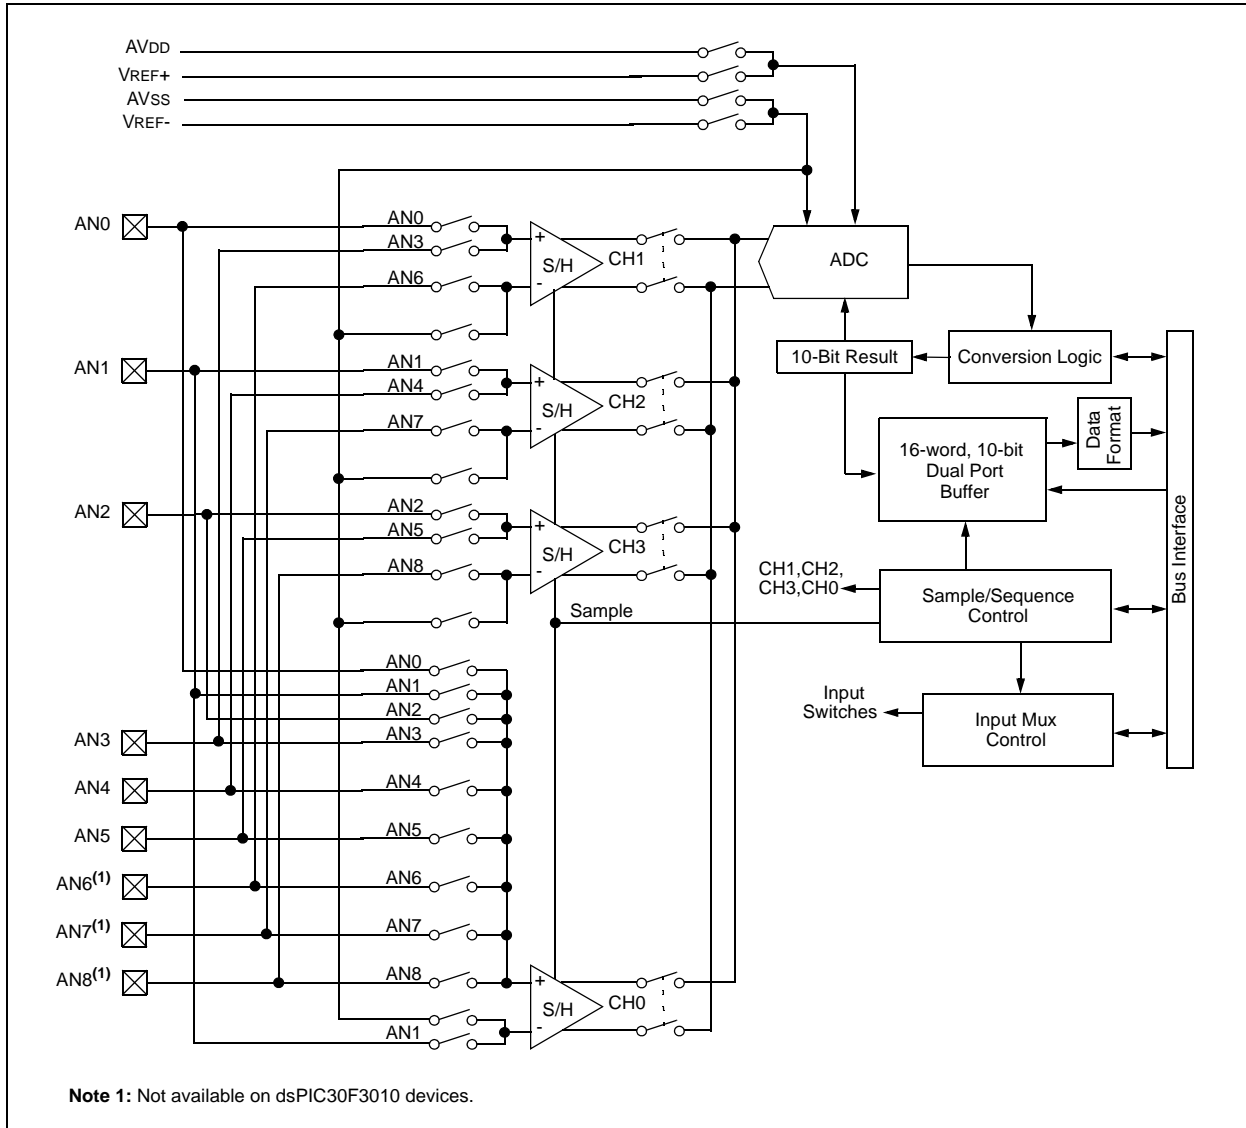 AVDD
VREF+
AVSS
VREF-
AN0
AN0
AN3
AN6
+
S/H
-
CH1
ADC
AN1
AN1
AN4
AN7
+
S/H
-
CH2
10-Bit Result
Conversion Logic
16-word, 10-bit
Dual Port
Buffer
Data
Format
Bus Interface
AN2
AN2
AN5
AN8
+
S/H
-
CH3
CH1,CH2,
CH3,CH0
Sample/Sequence
Control
Sample
Input
Switches
Input Mux
Control
AN0
AN1
AN2
AN3
AN3
AN4
AN4
AN5
AN5
AN6(1)
AN6
AN7(1)
AN7
AN8(1)
AN8
+
S/H
-
CH0
AN1
Note 1: Not available on dsPIC30F3010 devices.